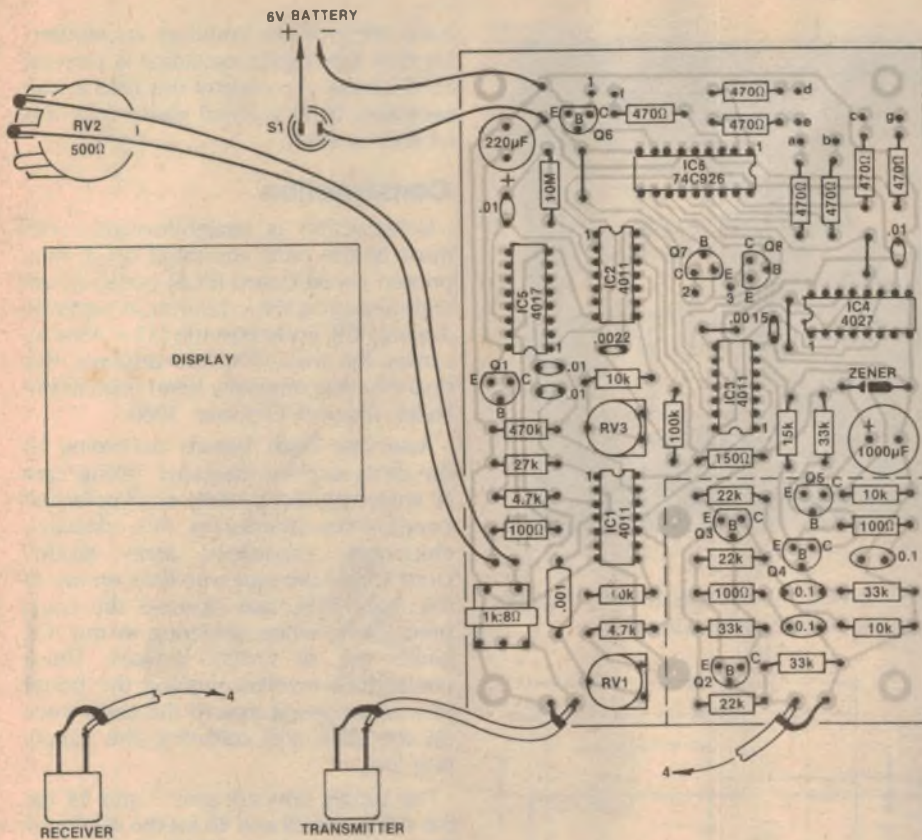 6V BATTERY
+ −
S1
RV2
500Ω
220µF
+
E B C
Q6
1
f
470Ω
470Ω
d
470Ω
e
a
b
c
g
470Ω
470Ω
470Ω
470Ω
IC6
74C926
1
.01
10M
.01
IC5
4017
1
1
IC2
4011
.0022
Q7
B
C
E
2
3
C Q8
B
E
.0015
IC4
4027
1
DISPLAY
Q1
E C
B
.01
.01
10k
470k
27k
4.7k
100Ω
RV3
100k
IC3
4011
1
150Ω
15k
33k
ZENER
+
1000µF
1
IC1
4011
1k:8Ω
.001
4.7k
RV1
22k
E B C
Q3
22k
100Ω
33k
E B C
Q2
22k
Q5
E C
B
E B C
Q4
0.1
0.1
33k
10k
100Ω
0.1
33k
10k
4
4
RECEIVER
TRANSMITTER